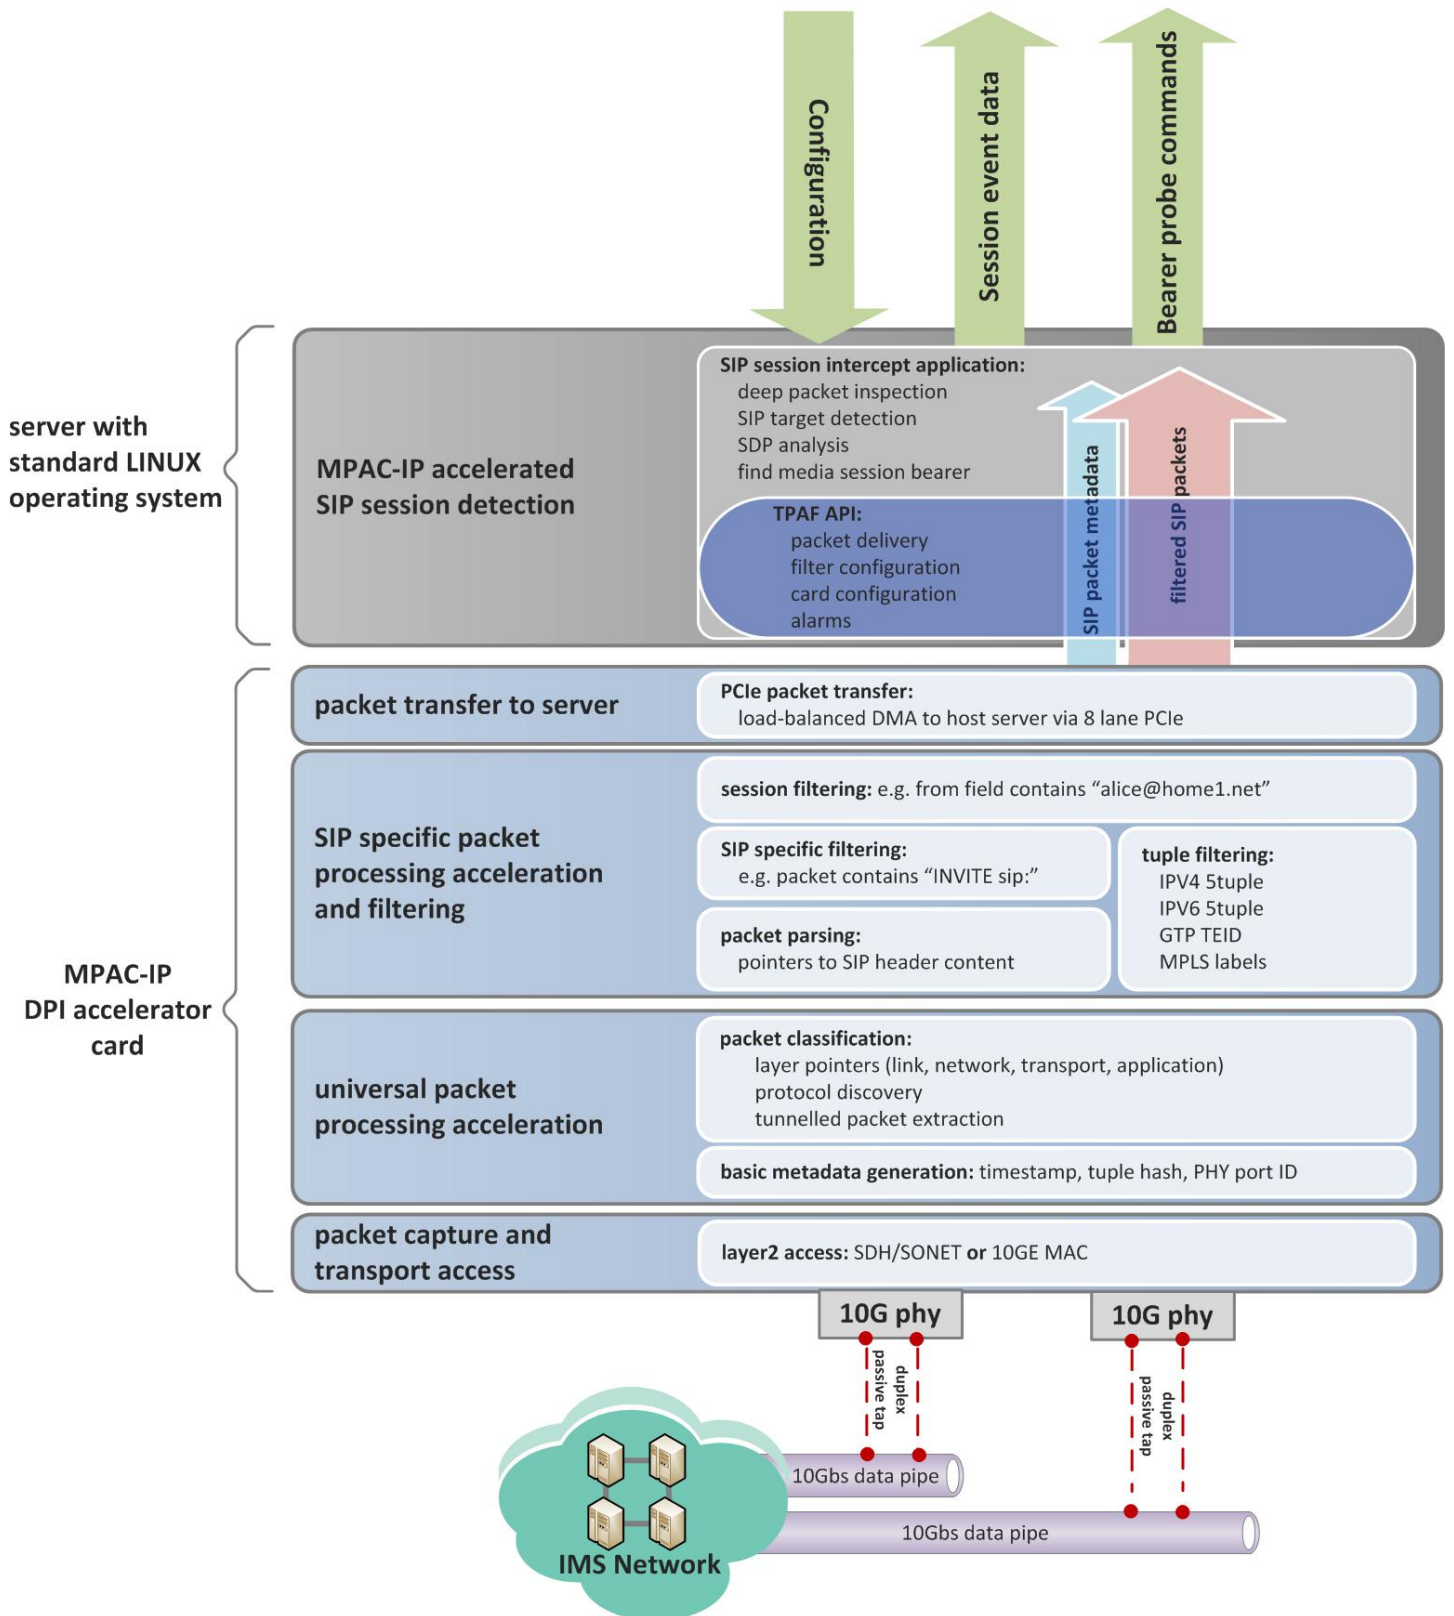 Configuration
Session event data
Bearer probe commands
server with
standard LINUX
operating system
MPAC-IP accelerated
SIP session detection
SIP session intercept application:
deep packet inspection
SIP target detection
SDP analysis
find media session bearer
TPAF API:
packet delivery
filter configuration
card configuration
alarms
SIP packet metadata
filtered SIP packets
MPAC-IP
DPI accelerator
card
packet transfer to server
PCIe packet transfer:
load-balanced DMA to host server via 8 lane PCIe
SIP specific packet
processing acceleration
and filtering
session filtering: e.g. from field contains “alice@home1.net”
SIP specific filtering:
e.g. packet contains “INVITE sip:”
packet parsing:
pointers to SIP header content
tuple filtering:
IPV4 5tuple
IPV6 5tuple
GTP TEID
MPLS labels
universal packet
processing acceleration
packet classification:
layer pointers (link, network, transport, application)
protocol discovery
tunnelled packet extraction
basic metadata generation: timestamp, tuple hash, PHY port ID
packet capture and
transport access
layer2 access: SDH/SONET or 10GE MAC
10G phy
10G phy
duplex
passive tap
duplex
passive tap
10Gbs data pipe
10Gbs data pipe
IMS Network